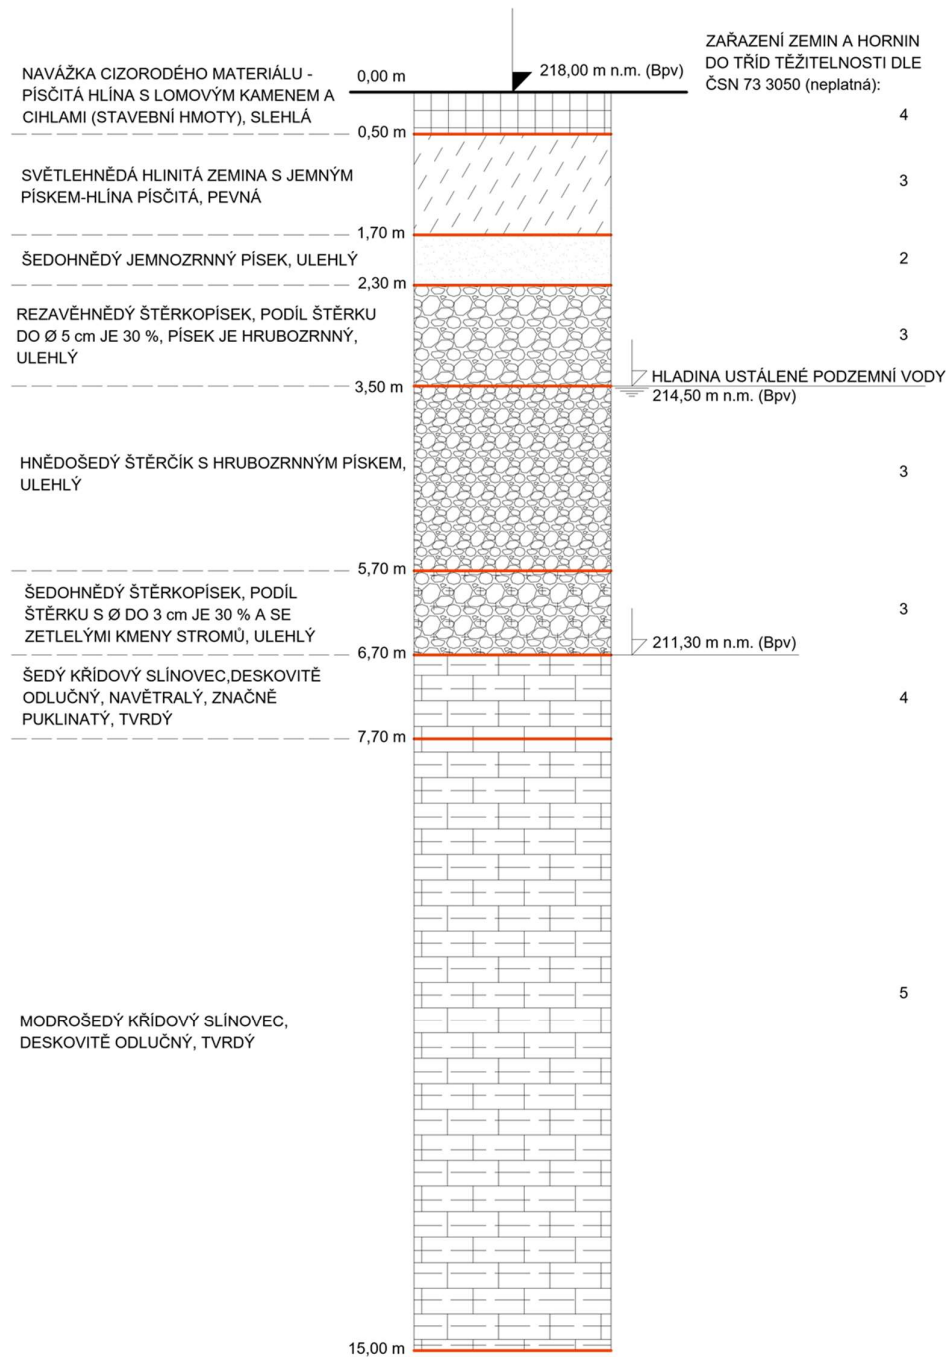 ZAŘAZENÍ ZEMIN A HORNIN
DO TŘÍD TĚŽITELNOSTI DLE
ČSN 73 3050 (neplatná):
0,00 m
218,00 m n.m. (Bpv)
NAVÁŽKA CIZORODÉHO MATERIÁLU -
PÍSČITÁ HLÍNA S LOMOVÝM KAMENEM A
CIHLAMI (STAVEBNÍ HMOTY), SLEHLÁ
4
0,50 m
SVĚTLEHNĚDÁ HLINITÁ ZEMINA S JEMNÝM
PÍSKEM-HLÍNA PÍSČITÁ, PEVNÁ
3
1,70 m
ŠEDOHNĚDÝ JEMNOZRNNÝ PÍSEK, ULEHLÝ
2
2,30 m
REZAVĚHNĚDÝ ŠTĚRKOPÍSEK, PODÍL ŠTĚRKU
DO Ø 5 cm JE 30 %, PÍSEK JE HRUBOZRNNÝ,
ULEHLÝ
3
3,50 m
HLADINA USTÁLENÉ PODZEMNÍ VODY
214,50 m n.m. (Bpv)
HNĚDOŠEDÝ ŠTĚRČÍK S HRUBOZRNNÝM PÍSKEM,
ULEHLÝ
3
5,70 m
ŠEDOHNĚDÝ ŠTĚRKOPÍSEK, PODÍL
ŠTĚRKU S Ø DO 3 cm JE 30 % A SE
ZETLELÝMI KMENY STROMŮ, ULEHLÝ
3
6,70 m
211,30 m n.m. (Bpv)
ŠEDÝ KŘÍDOVÝ SLÍNOVEC,DESKOVITĚ
ODLUČNÝ, NAVĚTRALÝ, ZNAČNĚ
PUKLINATÝ, TVRDÝ
4
7,70 m
MODROŠEDÝ KŘÍDOVÝ SLÍNOVEC,
DESKOVITĚ ODLUČNÝ, TVRDÝ
5
15,00 m